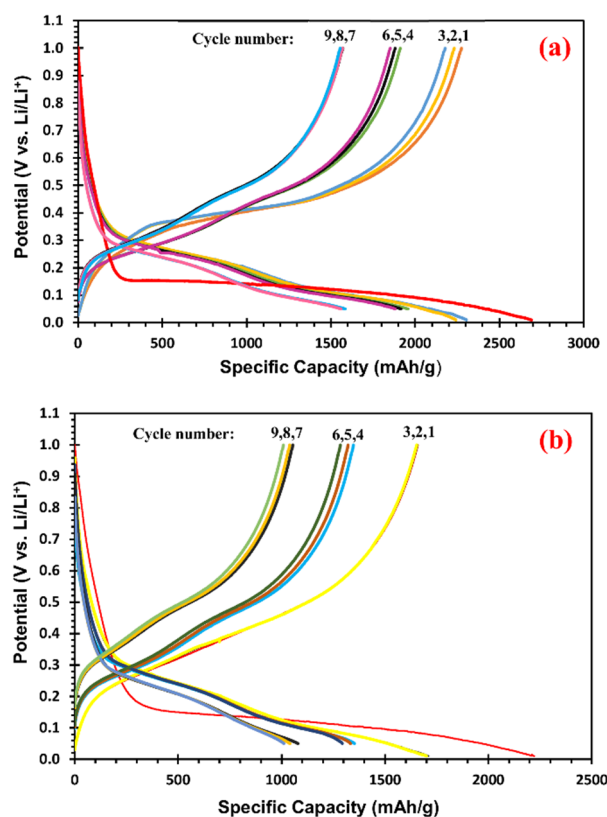 Cycle number: 9,8,7 6,5,4 3,2,1
(a)
1.1
1.0
0.9
0.8
0.7
0.6
0.5
0.4
0.3
0.2
0.1
0.0
Potential (V vs. Li/Li⁺)
0 500 1000 1500 2000 2500 3000
Specific Capacity (mAh/g)
1.1
1.0
0.9
0.8
0.7
0.6
0.5
0.4
0.3
0.2
0.1
0.0
Potential (V vs. Li/Li⁺)
Cycle number: 9,8,7 6,5,4 3,2,1
(b)
0 500 1000 1500 2000 2500
Specific Capacity (mAh/g)